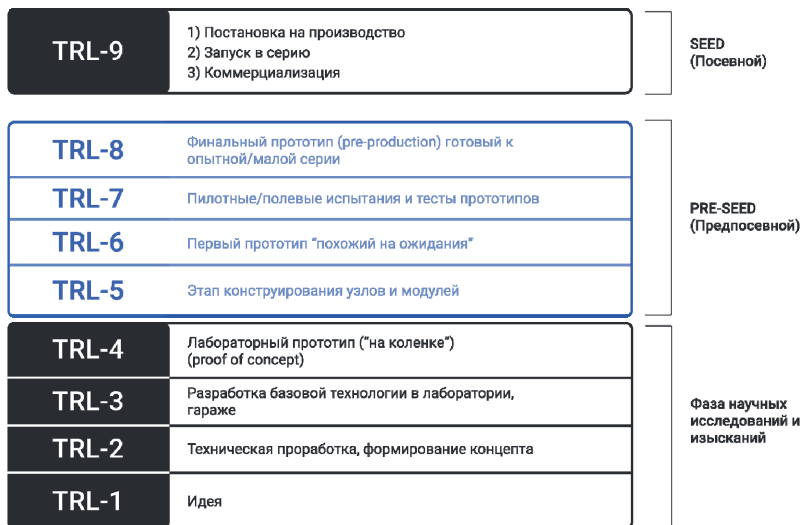 TRL-9
1) Постановка на производство
2) Запуск в серию
3) Коммерциализация
SEED
(Посевной)
TRL-8
Финальный прототип (pre-production) готовый к
опытной/малой серии
TRL-7
Пилотные/полевые испытания и тесты прототипов
TRL-6
Первый прототип “похожий на ожидания”
TRL-5
Этап конструирования узлов и модулей
PRE-SEED
(Предпосевной)
TRL-4
Лабораторный прототип (“на коленке”)
(proof of concept)
TRL-3
Разработка базовой технологии в лаборатории,
гараже
TRL-2
Техническая проработка, формирование концепта
TRL-1
Идея
Фаза научных
исследований и
изысканий